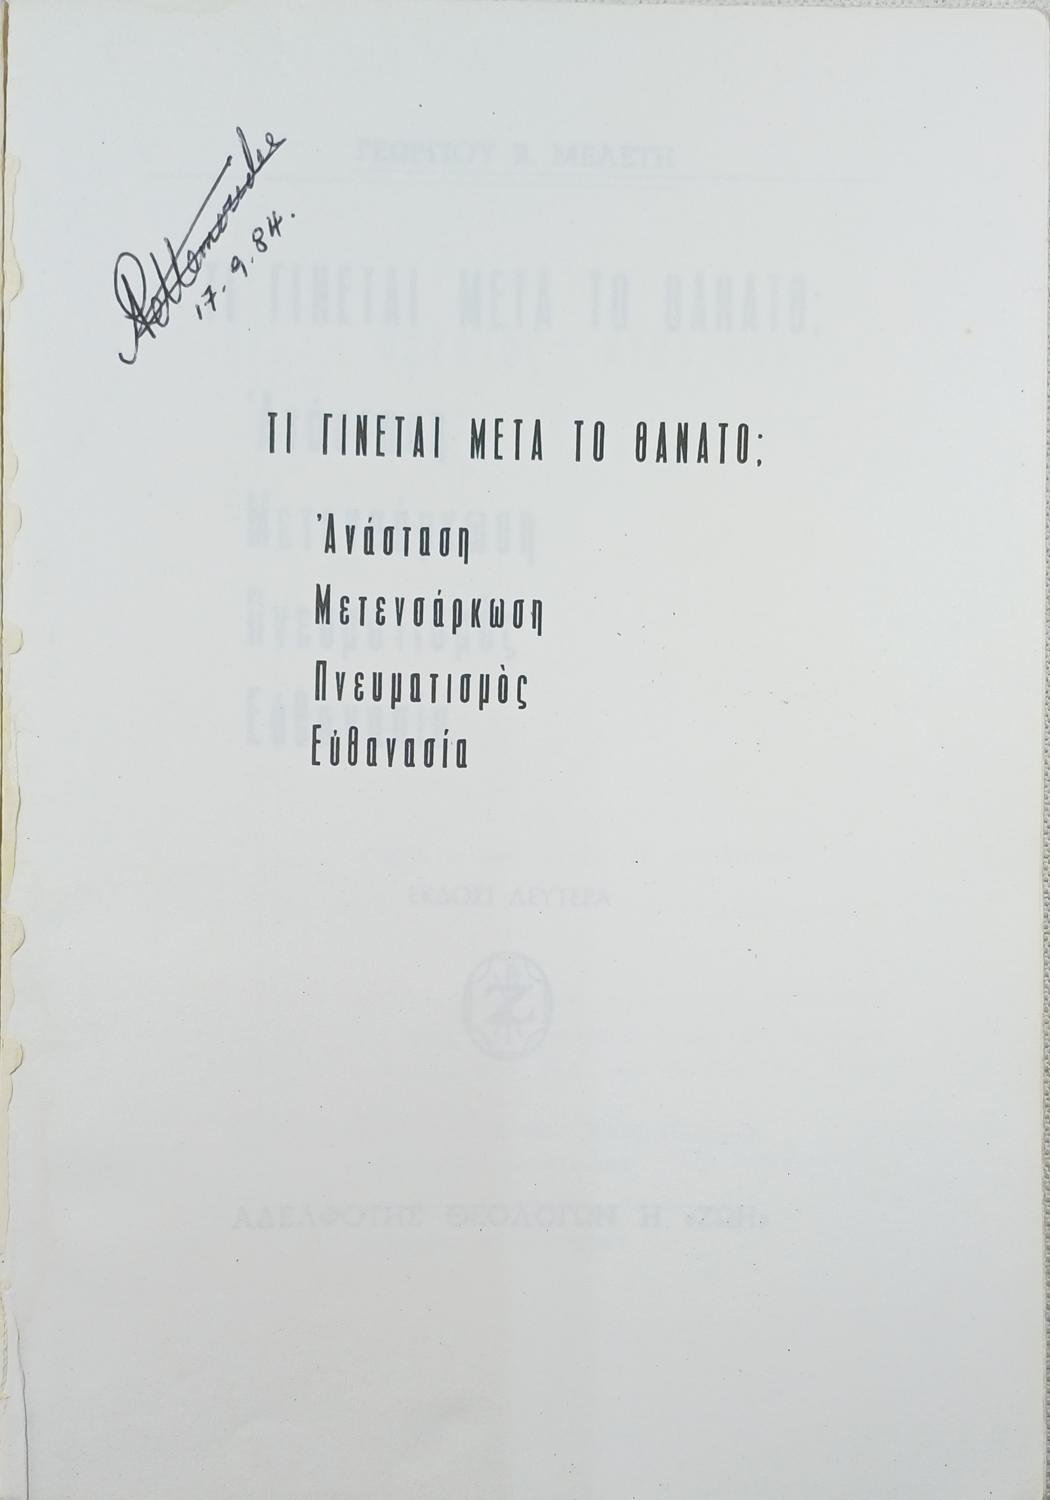 17.9.84.
ΤΙ ΓΙΝΕΤΑΙ ΜΕΤΑ ΤΟ ΘΑΝΑΤΟ;
Ἀνάσταση
Μετενσάρκωση
Πνευματισμὸς
Εὐθανασία